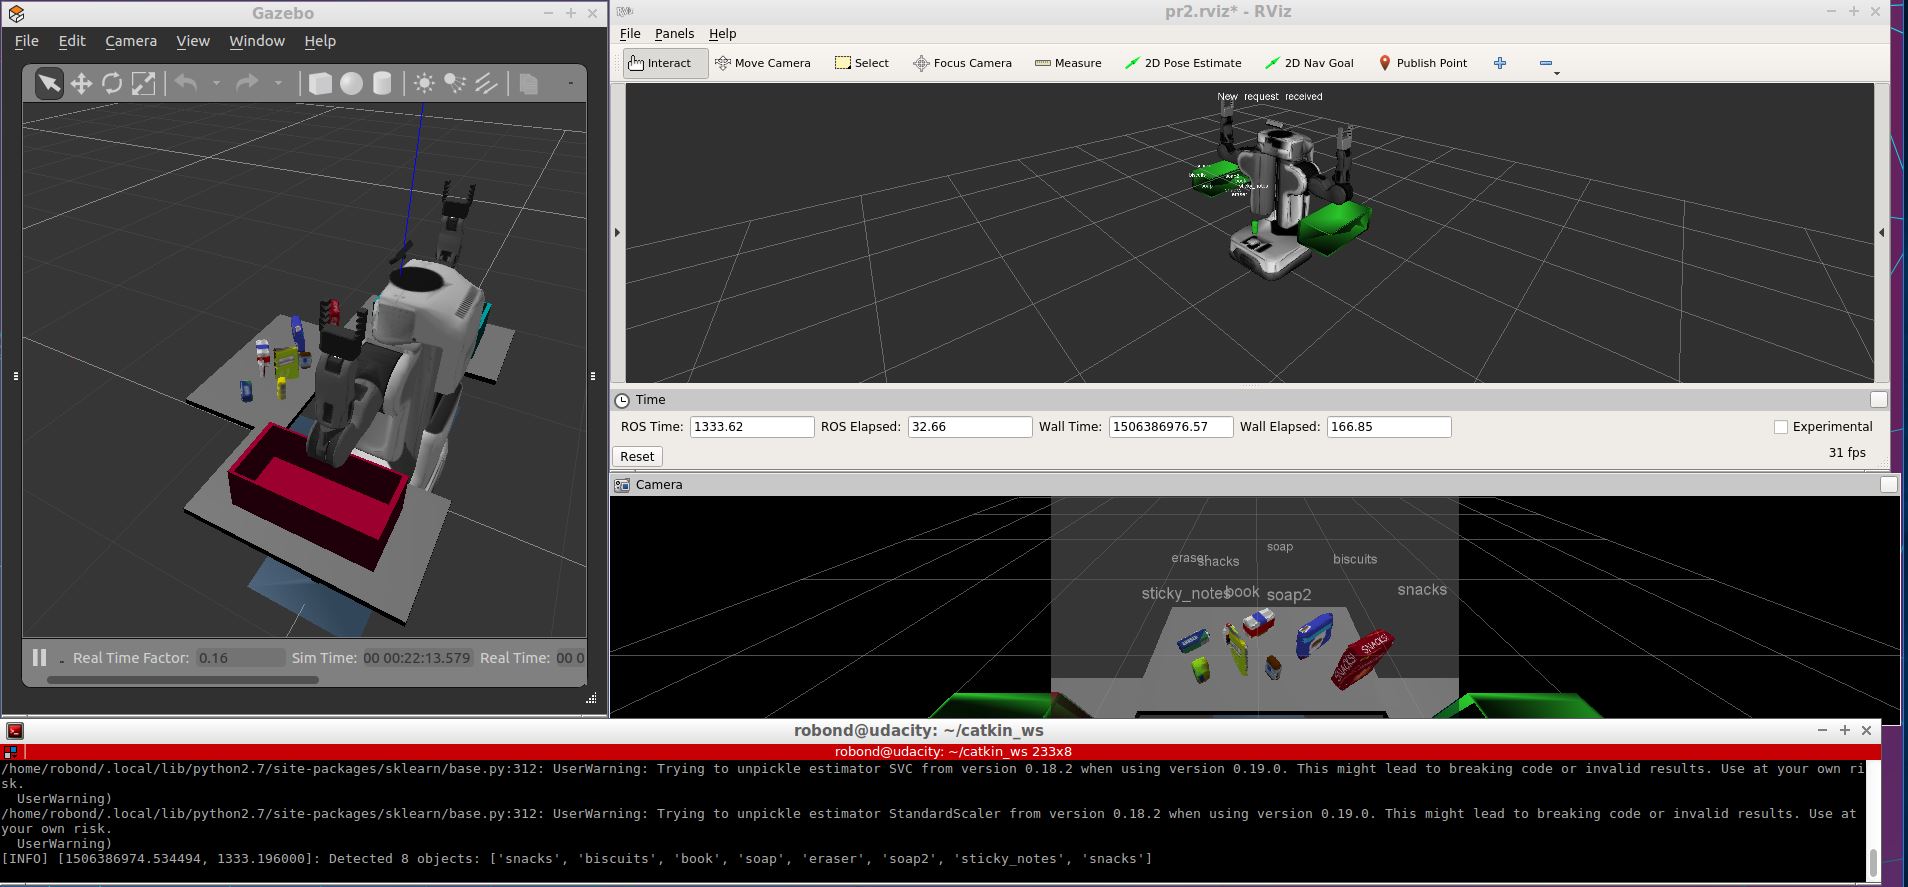 Gazebo
File Edit Camera View Window Help
Real Time Factor: 0.16 Sim Time: 00 00:22:13.579 Real Time: 00 0
pr2.rviz* - RViz
File Panels Help
Interact Move Camera Select Focus Camera Measure 2D Pose Estimate 2D Nav Goal Publish Point
New request received
biscuits
Time
ROS Time: 1333.62 ROS Elapsed: 32.66 Wall Time: 1506386976.57 Wall Elapsed: 166.85 Experimental
Reset 31 fps
Camera
soap
eraser snacks biscuits
sticky_notes book soap2 snacks
SNACKS! SNACKS!
robond@udacity: ~/catkin_ws
robond@udacity: ~/catkin_ws 233x8
/home/robond/.local/lib/python2.7/site-packages/sklearn/base.py:312: UserWarning: Trying to unpickle estimator SVC from version 0.18.2 when using version 0.19.0. This might lead to breaking code or invalid results. Use at your own ri
sk.
UserWarning)
/home/robond/.local/lib/python2.7/site-packages/sklearn/base.py:312: UserWarning: Trying to unpickle estimator StandardScaler from version 0.18.2 when using version 0.19.0. This might lead to breaking code or invalid results. Use at
your own risk.
UserWarning)
[INFO] [1506386974.534494, 1333.196000]: Detected 8 objects: ['snacks', 'biscuits', 'book', 'soap', 'eraser', 'soap2', 'sticky_notes', 'snacks']